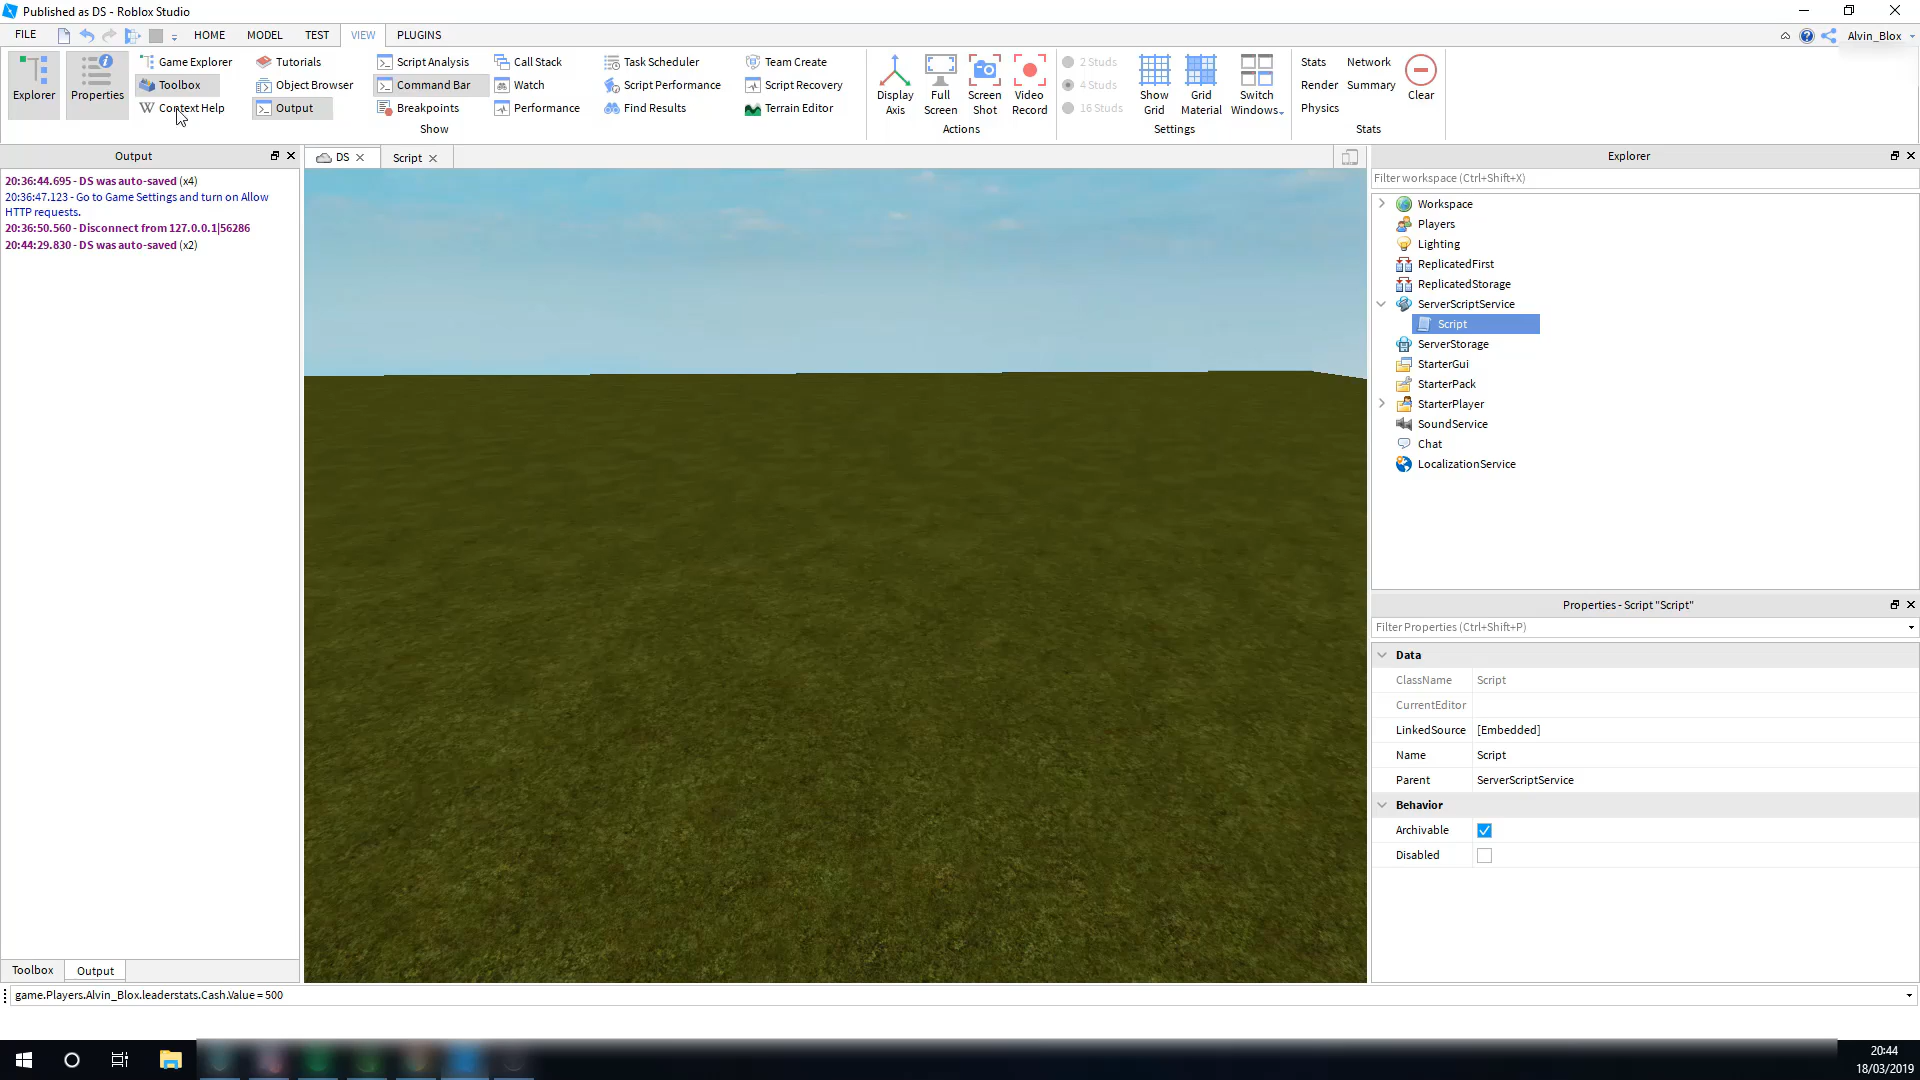 Published as DS - Roblox Studio
FILE
HOME
MODEL
TEST
VIEW
PLUGINS
Alvin_Blox
Explorer
Properties
Game Explorer
Toolbox
Context Help
Tutorials
Object Browser
Output
Script Analysis
Command Bar
Breakpoints
Call Stack
Watch
Performance
Task Scheduler
Script Performance
Find Results
Team Create
Script Recovery
Terrain Editor
Show
Display
Axis
Full
Screen
Screen
Shot
Video
Record
Actions
2 Studs
4 Studs
16 Studs
Show
Grid
Grid
Material
Switch
Windows
Settings
Stats
Network
Render
Summary
Physics
Clear
Stats
Output
20:36:44.695 - DS was auto-saved (x4)
20:36:47.123 - Go to Game Settings and turn on Allow
HTTP requests.
20:36:50.560 - Disconnect from 127.0.0.1|56286
20:44:29.830 - DS was auto-saved (x2)
Toolbox
Output
DS
Script
Explorer
Filter workspace (Ctrl+Shift+X)
Workspace
Players
Lighting
ReplicatedFirst
ReplicatedStorage
ServerScriptService
Script
ServerStorage
StarterGui
StarterPack
StarterPlayer
SoundService
Chat
LocalizationService
Properties - Script "Script"
Filter Properties (Ctrl+Shift+P)
Data
ClassName Script
CurrentEditor
LinkedSource [Embedded]
Name Script
Parent ServerScriptService
Behavior
Archivable
Disabled
game.Players.Alvin_Blox.leaderstats.Cash.Value = 500
20:44
18/03/2019